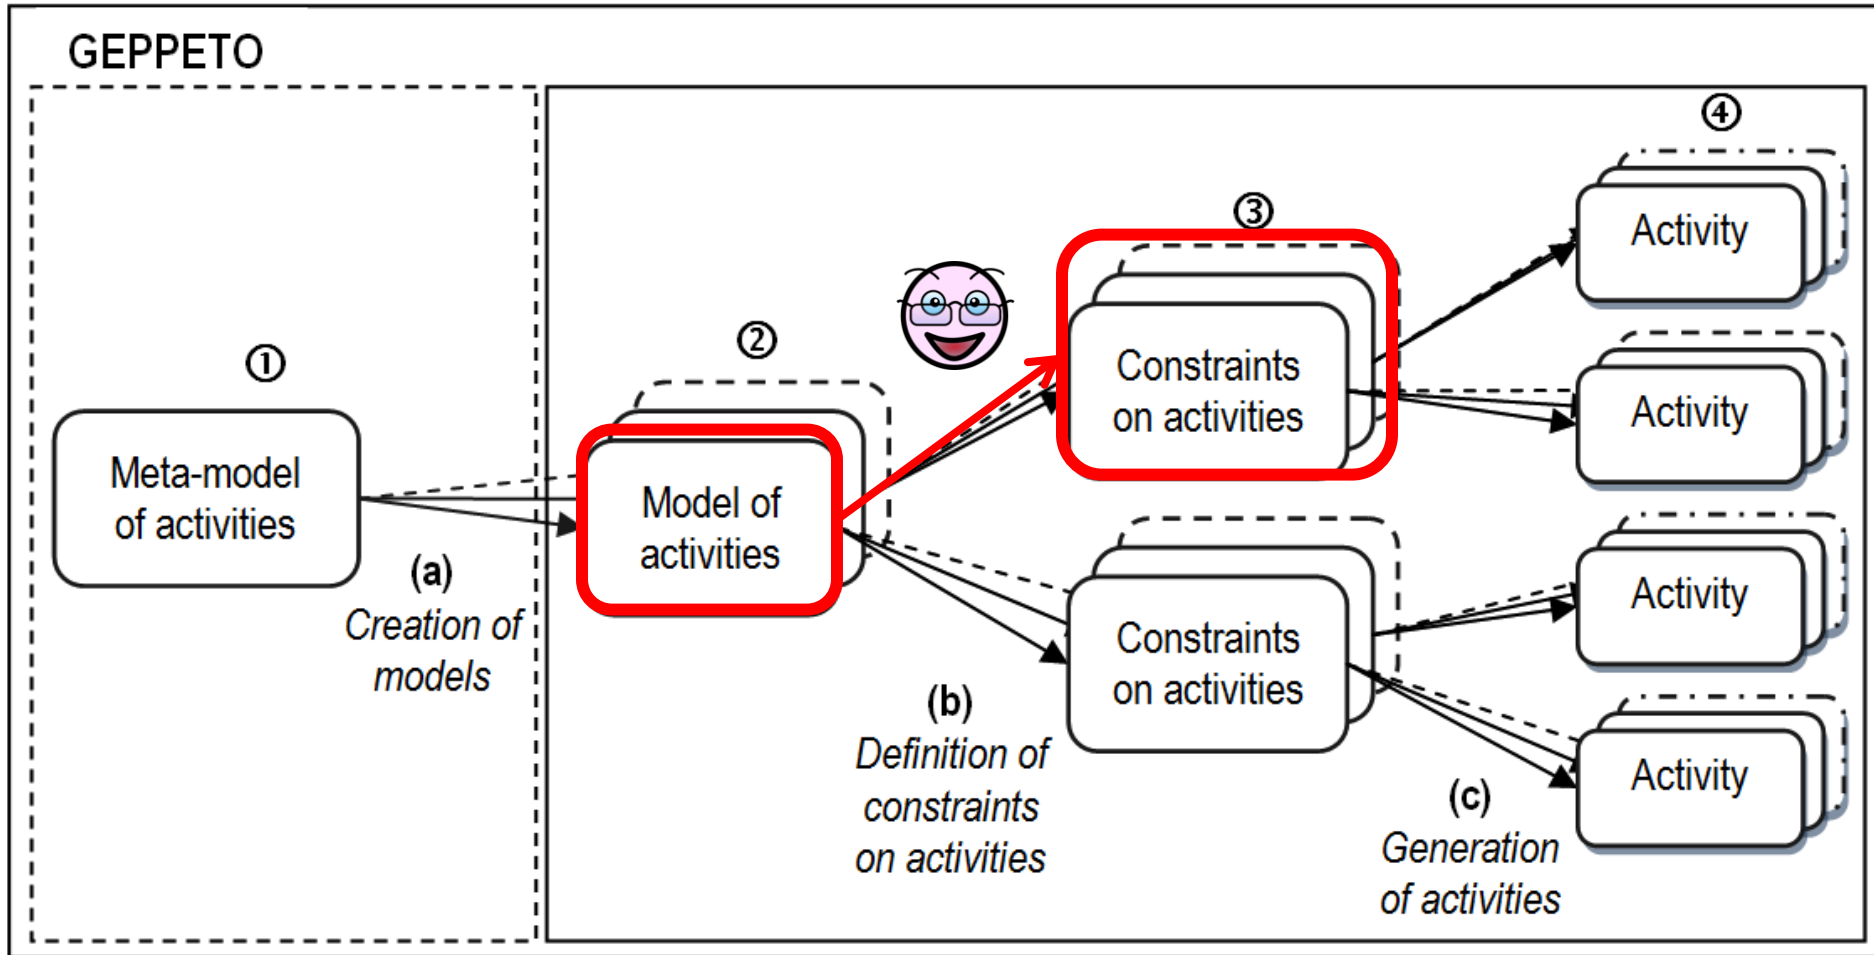 GEPPETO
①
Meta-model
of activities
(a)
Creation of
models
②
Model of
activities
(b)
Definition of
constraints
on activities
③
Constraints
on activities
Constraints
on activities
(c)
Generation
of activities
④
Activity
Activity
Activity
Activity